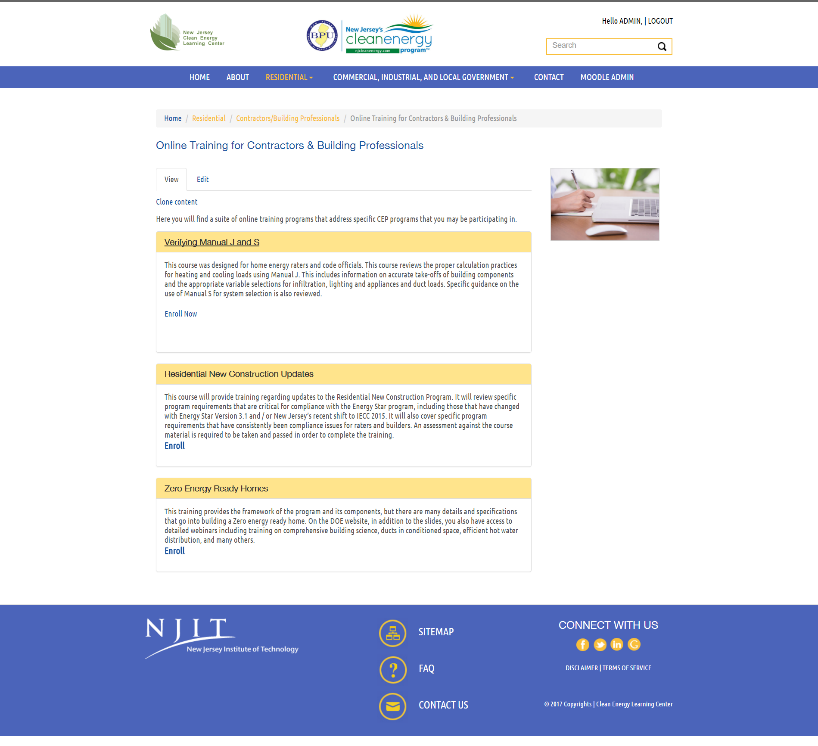 New Jersey
Clean Energy
Learning Center
BPU
New Jersey's
cleanenergy
program™
njcleanenergy.com
Hello ADMIN, | LOGOUT
Search
HOME ABOUT RESIDENTIAL COMMERCIAL, INDUSTRIAL, AND LOCAL GOVERNMENT CONTACT MOODLE ADMIN
Home / Residential / Contractors/Building Professionals / Online Training for Contractors & Building Professionals
Online Training for Contractors & Building Professionals
View Edit
Clone content
Here you will find a suite of online training programs that address specific CEP programs that you may be participating in.
Verifying Manual J and S
This course was designed for home energy raters and code officials. This course reviews the proper calculation practices
for heating and cooling loads using Manual J. This includes information on accurate take-offs of building components
and the appropriate variable selections for infiltration, lighting and appliances and duct loads. Specific guidance on the
use of Manual S for system selection is also reviewed.
Enroll Now
Residential New Construction Updates
This course will provide training regarding updates to the Residential New Construction Program. It will review specific
program requirements that are critical for compliance with the Energy Star program, including those that have changed
with Energy Star Version 3.1 and / or New Jersey's recent shift to IECC 2015. It will also cover specific program
requirements that have consistently been compliance issues for raters and builders. An assessment against the course
material is required to be taken and passed in order to complete the training.
Enroll
Zero Energy Ready Homes
This training provides the framework of the program and its components, but there are many details and specifications
that go into building a Zero energy ready home. On the DOE website, in addition to the slides, you also have access to
detailed webinars including training on comprehensive building science, ducts in conditioned space, efficient hot water
distribution, and many others.
Enroll
NJIT
New Jersey Institute of Technology
SITEMAP
FAQ
CONTACT US
CONNECT WITH US
DISCLAIMER | TERMS OF SERVICE
© 2017 Copyrights | Clean Energy Learning Center